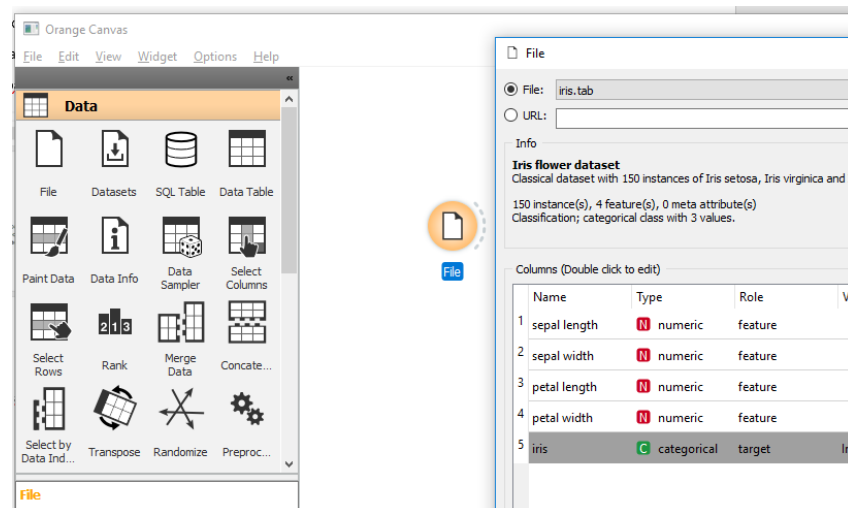 Orange Canvas
File Edit View Widget Options Help
Data
File Datasets SQL Table Data Table
Paint Data Data Info Data Sampler Select Columns
Select Rows Rank Merge Data Concate...
Select by Data Ind... Transpose Randomize Preproc...
File
File
File
File: iris.tab
URL:
Info
Iris flower dataset
Classical dataset with 150 instances of Iris setosa, Iris virginica and
150 instance(s), 4 feature(s), 0 meta attribute(s)
Classification; categorical class with 3 values.
Columns (Double click to edit)
Name Type Role V
1 sepal length N numeric feature
2 sepal width N numeric feature
3 petal length N numeric feature
4 petal width N numeric feature
5 iris C categorical target